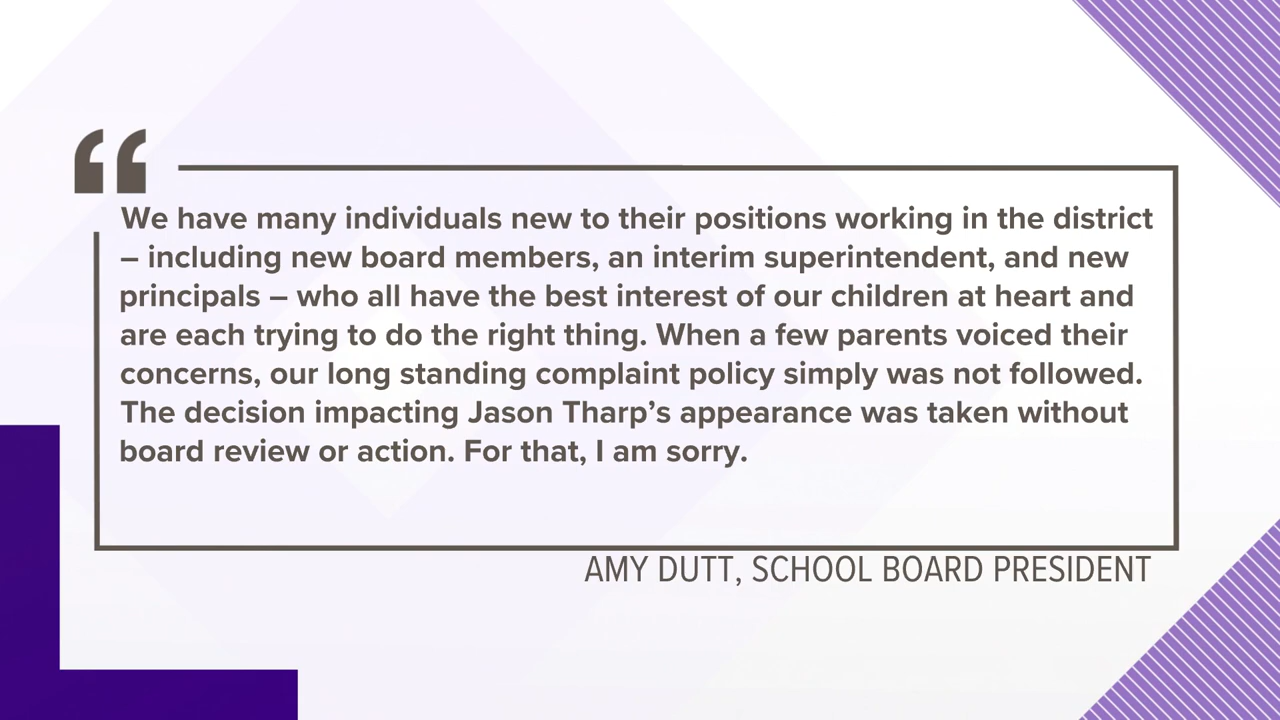 “
We have many individuals new to their positions working in the district
– including new board members, an interim superintendent, and new
principals – who all have the best interest of our children at heart and
are each trying to do the right thing. When a few parents voiced their
concerns, our long standing complaint policy simply was not followed.
The decision impacting Jason Tharp’s appearance was taken without
board review or action. For that, I am sorry.
AMY DUTT, SCHOOL BOARD PRESIDENT